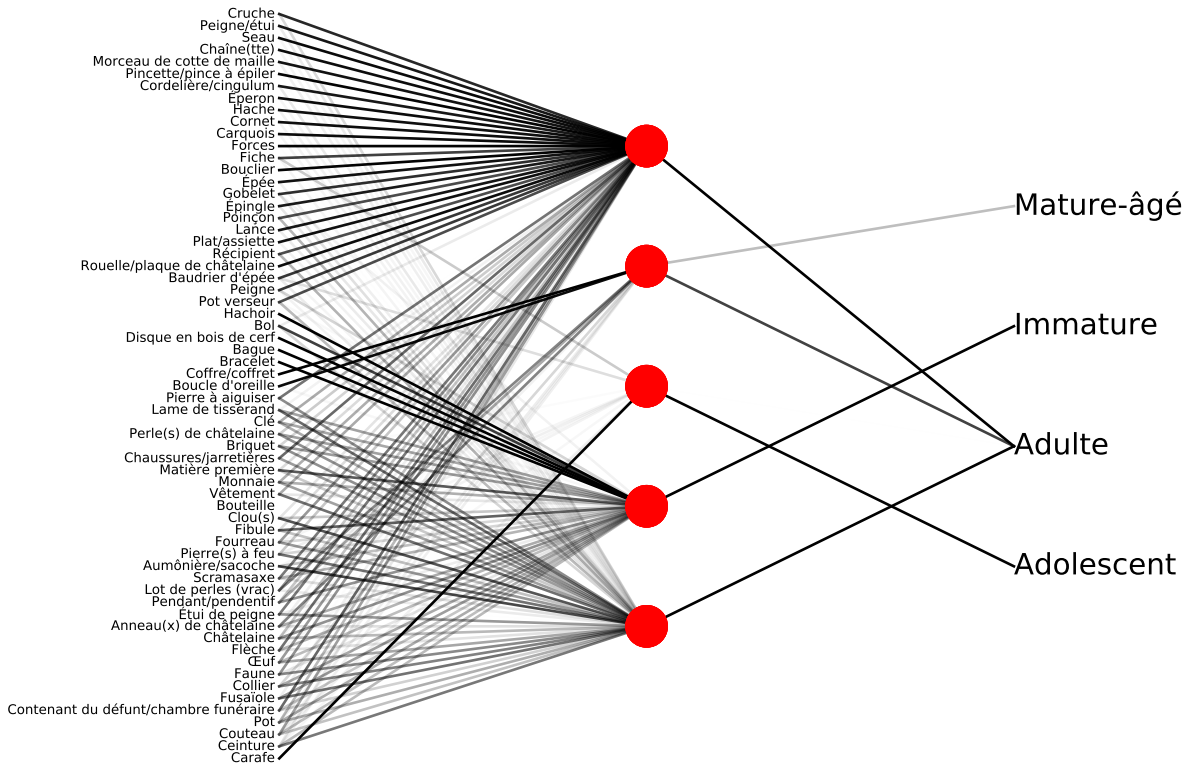 Cruche
Peigne/étui
Seau
Chaîne(tte)
Morceau de cotte de maille
Pincette/pince à épiler
Cordelière/cingulum
Éperon
Hache
Cornet
Carquois
Forces
Fiche
Bouclier
Épée
Gobelet
Épingle
Poinçon
Lance
Plat/assiette
Récipient
Rouelle/plaque de châtelaine
Baudrier d'épée
Peigne
Pot verseur
Hachoir
Bol
Disque en bois de cerf
Bague
Bracelet
Coffre/coffret
Boucle d'oreille
Pierre à aiguiser
Lame de tisserand
Clé
Perle(s) de châtelaine
Briquet
Chaussures/jarretières
Matière première
Monnaie
Vêtement
Bouteille
Clou(s)
Fibule
Fourreau
Pierre(s) à feu
Aumônière/sacoche
Scramasaxe
Lot de perles (vrac)
Pendant/pendentif
Étui de peigne
Anneau(x) de châtelaine
Châtelaine
Flèche
Œuf
Faune
Collier
Fusaïole
Contenant du défunt/chambre funéraire
Pot
Couteau
Ceinture
Carafe
Mature-âgé
Immature
Adulte
Adolescent